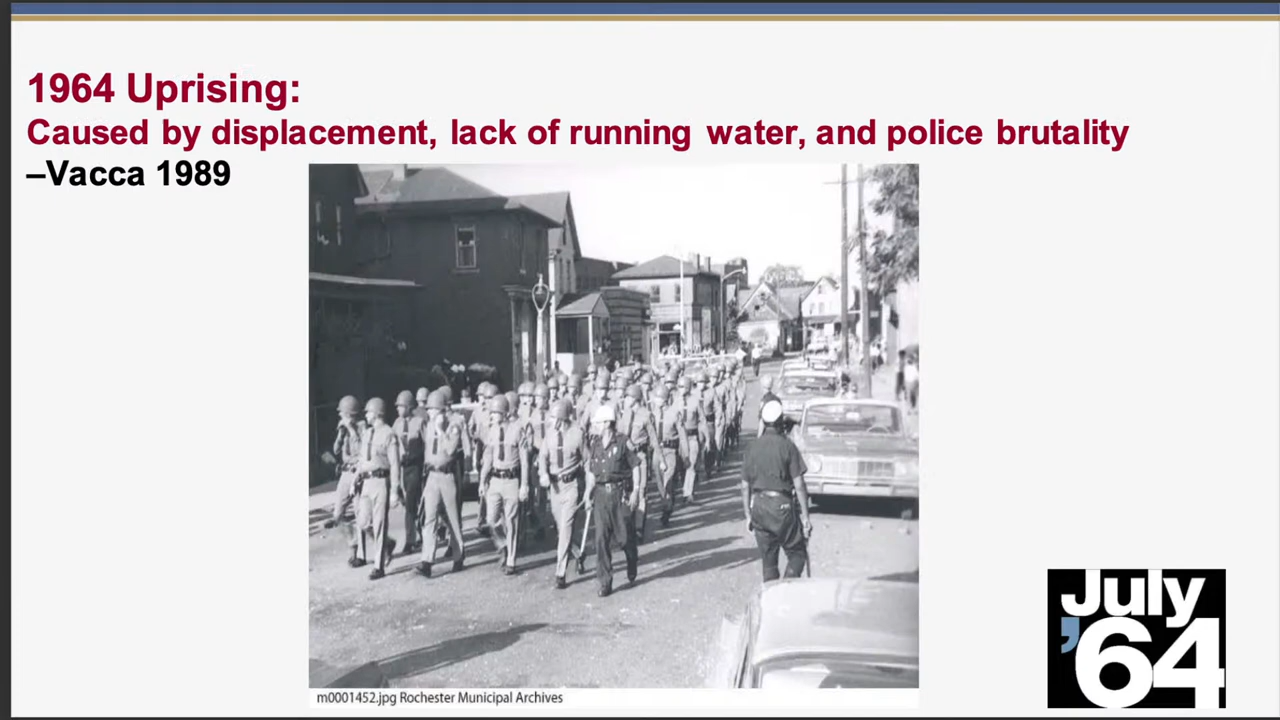 1964 Uprising:
Caused by displacement, lack of running water, and police brutality
–Vacca 1989
m0001452.jpg Rochester Municipal Archives
July
’64